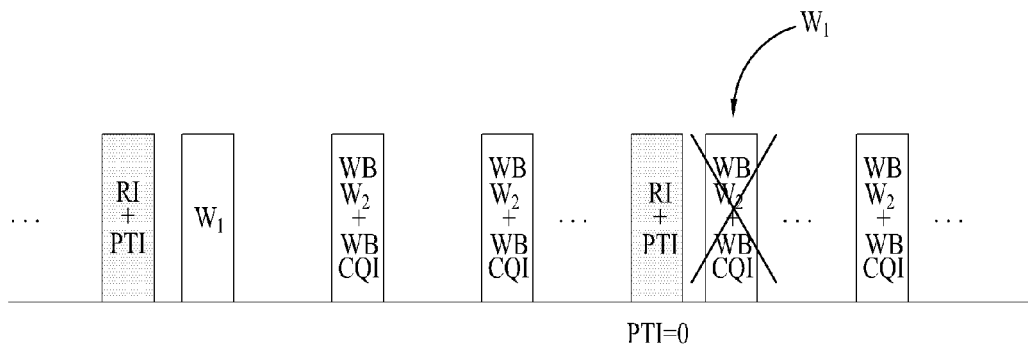 W1
... RI + PTI W1 WB W2 + WB CQI WB W2 + WB CQI ... RI + PTI WB W2 + WB CQI ... WB W2 + WB CQI ...
PTI=0